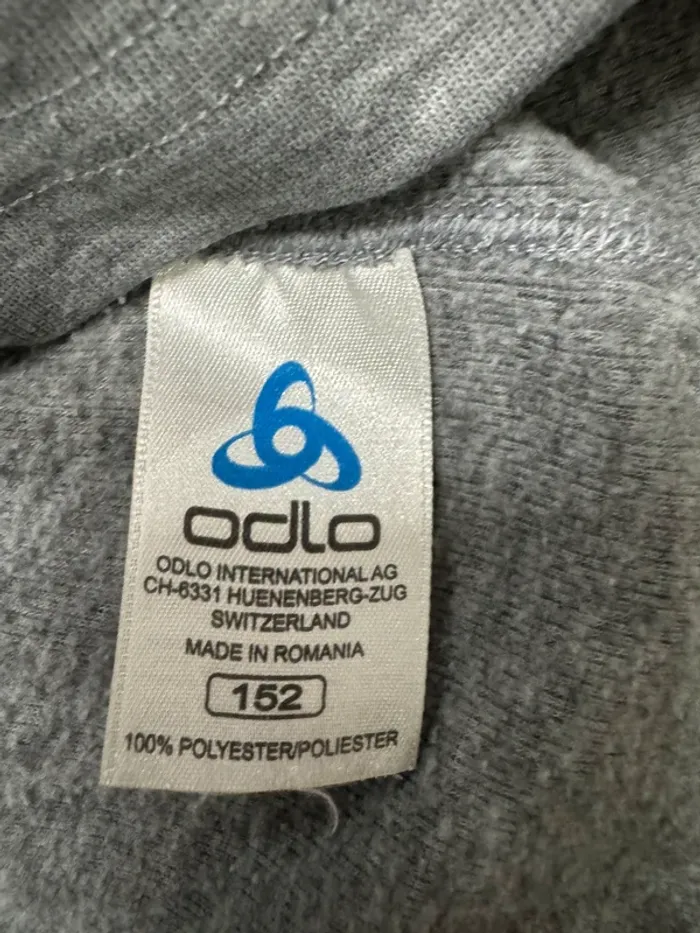 odlo
ODLO INTERNATIONAL AG
CH-6331 HUENENBERG-ZUG
SWITZERLAND
MADE IN ROMANIA
152
100% POLYESTER/POLIESTER